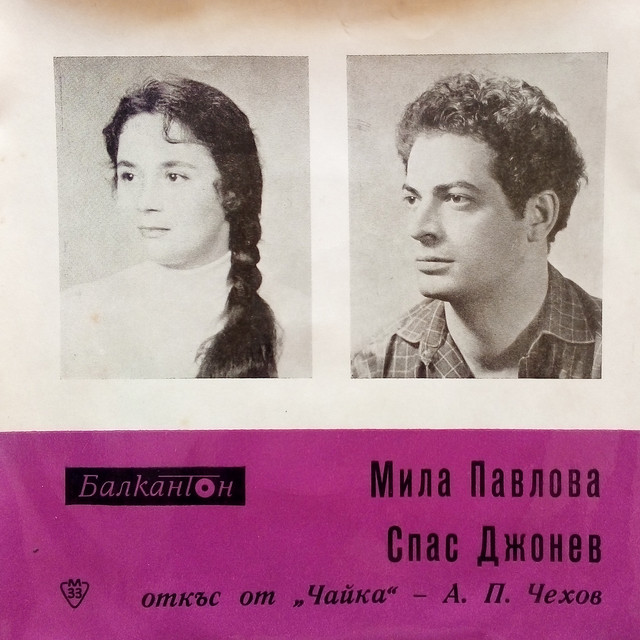 Балкантон
Мила Павлова
Спас Джонев
М
33
откъс от „Чайка“ – А. П. Чехов